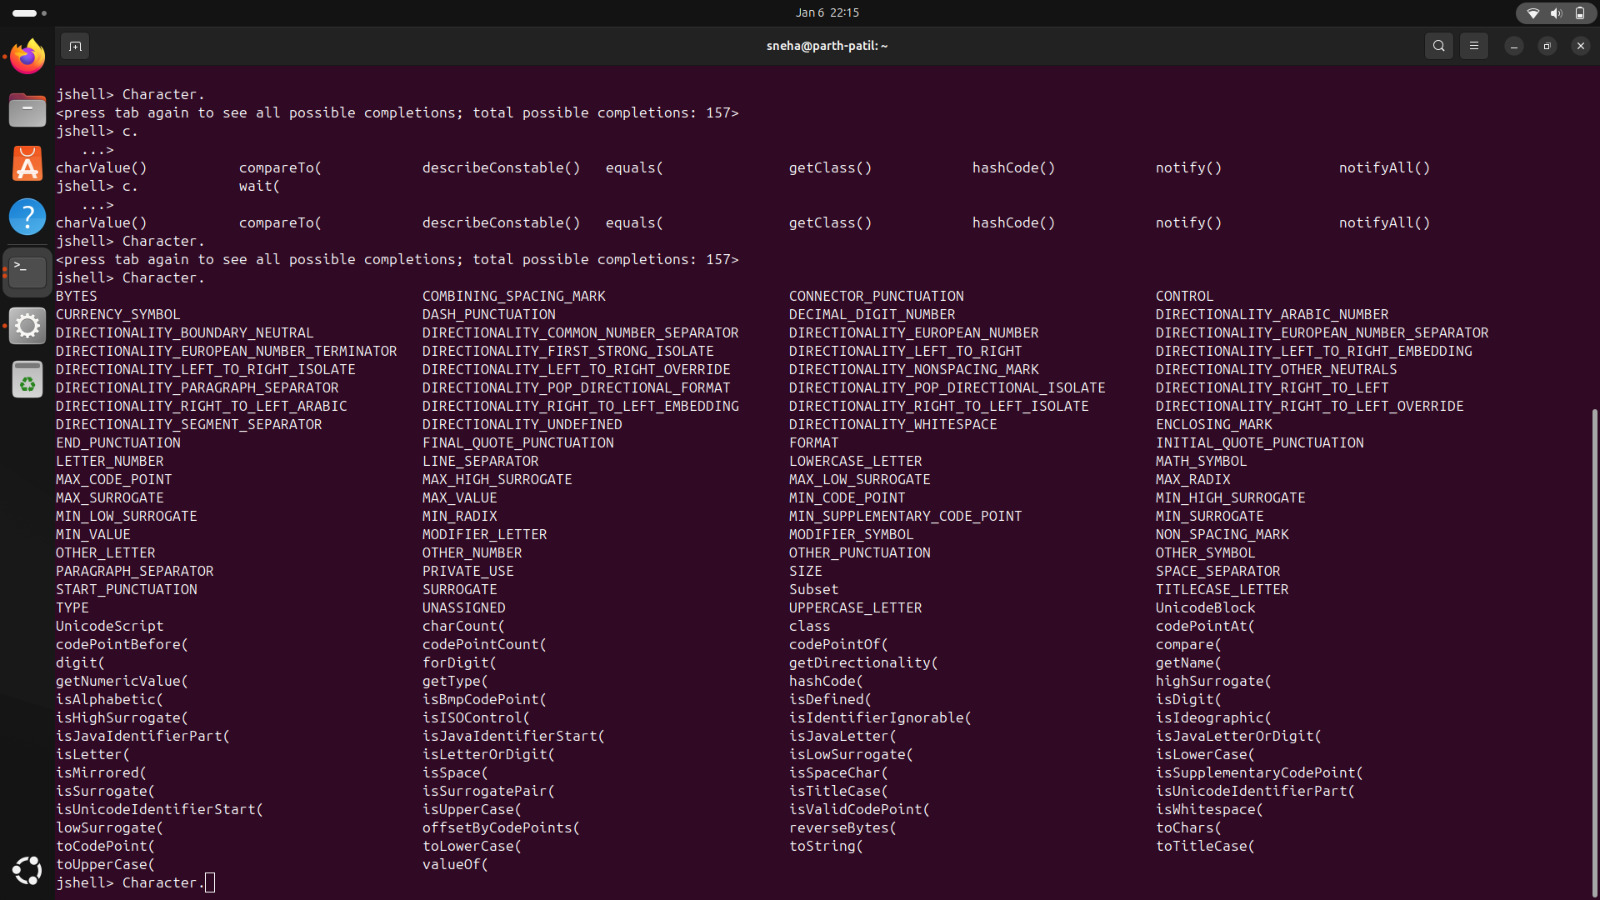 Jan 6 22:15
sneha@parth-patil: ~
jshell> Character.
<press tab again to see all possible completions; total possible completions: 157>
jshell> c.
...>
charValue() compareTo( describeConstable() equals( getClass() hashCode() notify() notifyAll()
jshell> c. wait(
...>
charValue() compareTo( describeConstable() equals( getClass() hashCode() notify() notifyAll()
jshell> Character.
<press tab again to see all possible completions; total possible completions: 157>
jshell> Character.
BYTES COMBINING_SPACING_MARK CONNECTOR_PUNCTUATION CONTROL
CURRENCY_SYMBOL DASH_PUNCTUATION DECIMAL_DIGIT_NUMBER DIRECTIONALITY_ARABIC_NUMBER
DIRECTIONALITY_BOUNDARY_NEUTRAL DIRECTIONALITY_COMMON_NUMBER_SEPARATOR DIRECTIONALITY_EUROPEAN_NUMBER DIRECTIONALITY_EUROPEAN_NUMBER_SEPARATOR
DIRECTIONALITY_EUROPEAN_NUMBER_TERMINATOR DIRECTIONALITY_FIRST_STRONG_ISOLATE DIRECTIONALITY_LEFT_TO_RIGHT DIRECTIONALITY_LEFT_TO_RIGHT_EMBEDDING
DIRECTIONALITY_LEFT_TO_RIGHT_ISOLATE DIRECTIONALITY_LEFT_TO_RIGHT_OVERRIDE DIRECTIONALITY_NONSPACING_MARK DIRECTIONALITY_OTHER_NEUTRALS
DIRECTIONALITY_PARAGRAPH_SEPARATOR DIRECTIONALITY_POP_DIRECTIONAL_FORMAT DIRECTIONALITY_POP_DIRECTIONAL_ISOLATE DIRECTIONALITY_RIGHT_TO_LEFT
DIRECTIONALITY_RIGHT_TO_LEFT_ARABIC DIRECTIONALITY_RIGHT_TO_LEFT_EMBEDDING DIRECTIONALITY_RIGHT_TO_LEFT_ISOLATE DIRECTIONALITY_RIGHT_TO_LEFT_OVERRIDE
DIRECTIONALITY_SEGMENT_SEPARATOR DIRECTIONALITY_UNDEFINED DIRECTIONALITY_WHITESPACE ENCLOSING_MARK
END_PUNCTUATION FINAL_QUOTE_PUNCTUATION FORMAT INITIAL_QUOTE_PUNCTUATION
LETTER_NUMBER LINE_SEPARATOR LOWERCASE_LETTER MATH_SYMBOL
MAX_CODE_POINT MAX_HIGH_SURROGATE MAX_LOW_SURROGATE MAX_RADIX
MAX_SURROGATE MAX_VALUE MIN_CODE_POINT MIN_HIGH_SURROGATE
MIN_LOW_SURROGATE MIN_RADIX MIN_SUPPLEMENTARY_CODE_POINT MIN_SURROGATE
MIN_VALUE MODIFIER_LETTER MODIFIER_SYMBOL NON_SPACING_MARK
OTHER_LETTER OTHER_NUMBER OTHER_PUNCTUATION OTHER_SYMBOL
PARAGRAPH_SEPARATOR PRIVATE_USE SIZE SPACE_SEPARATOR
START_PUNCTUATION SURROGATE Subset TITLECASE_LETTER
TYPE UNASSIGNED UPPERCASE_LETTER UnicodeBlock
UnicodeScript charCount( class codePointAt(
codePointBefore( codePointCount( codePointOf( compare(
digit( forDigit( getDirectionality( getName(
getNumericValue( getType( hashCode( highSurrogate(
isAlphabetic( isBmpCodePoint( isDefined( isDigit(
isHighSurrogate( isISOControl( isIdentifierIgnorable( isIdeographic(
isJavaIdentifierPart( isJavaIdentifierStart( isJavaLetter( isJavaLetterOrDigit(
isLetter( isLetterOrDigit( isLowSurrogate( isLowerCase(
isMirrored( isSpace( isSpaceChar( isSupplementaryCodePoint(
isSurrogate( isSurrogatePair( isTitleCase( isUnicodeIdentifierPart(
isUnicodeIdentifierStart( isUpperCase( isValidCodePoint( isWhitespace(
lowSurrogate( offsetByCodePoints( reverseBytes( toChars(
toCodePoint( toLowerCase( toString( toTitleCase(
toUpperCase( valueOf(
jshell> Character.